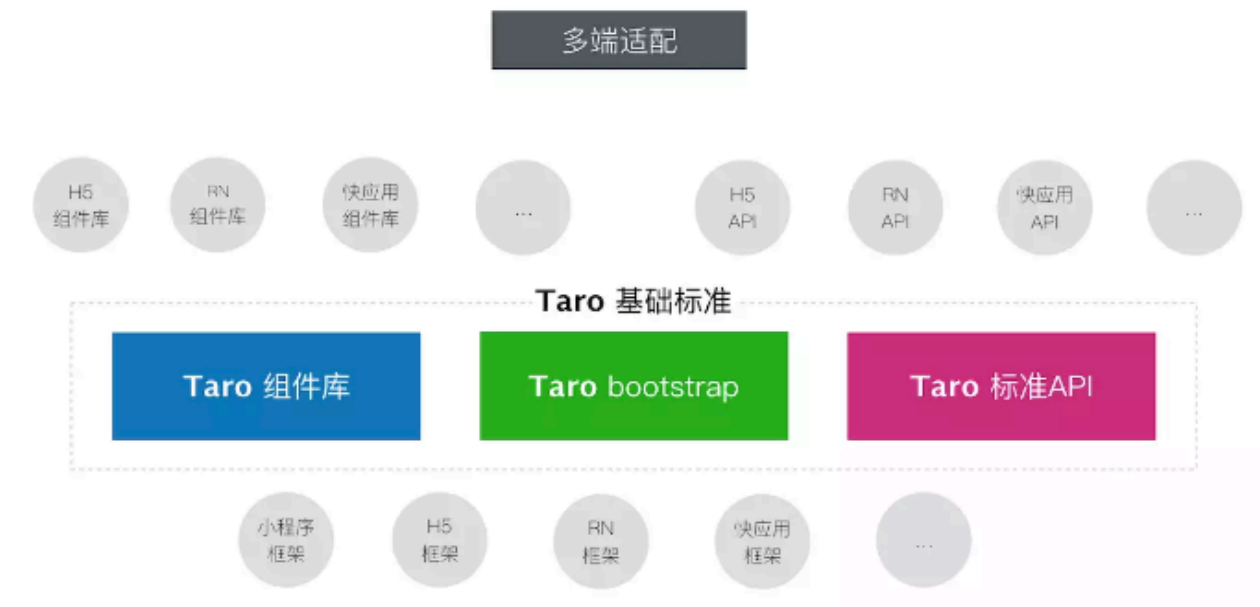 多端适配
H5
组件库
RN
组件库
快应用
组件库
...
H5
API
RN
API
快应用
API
...
Taro 基础标准
Taro 组件库
Taro bootstrap
Taro 标准API
小程序
框架
H5
框架
RN
框架
快应用
框架
...